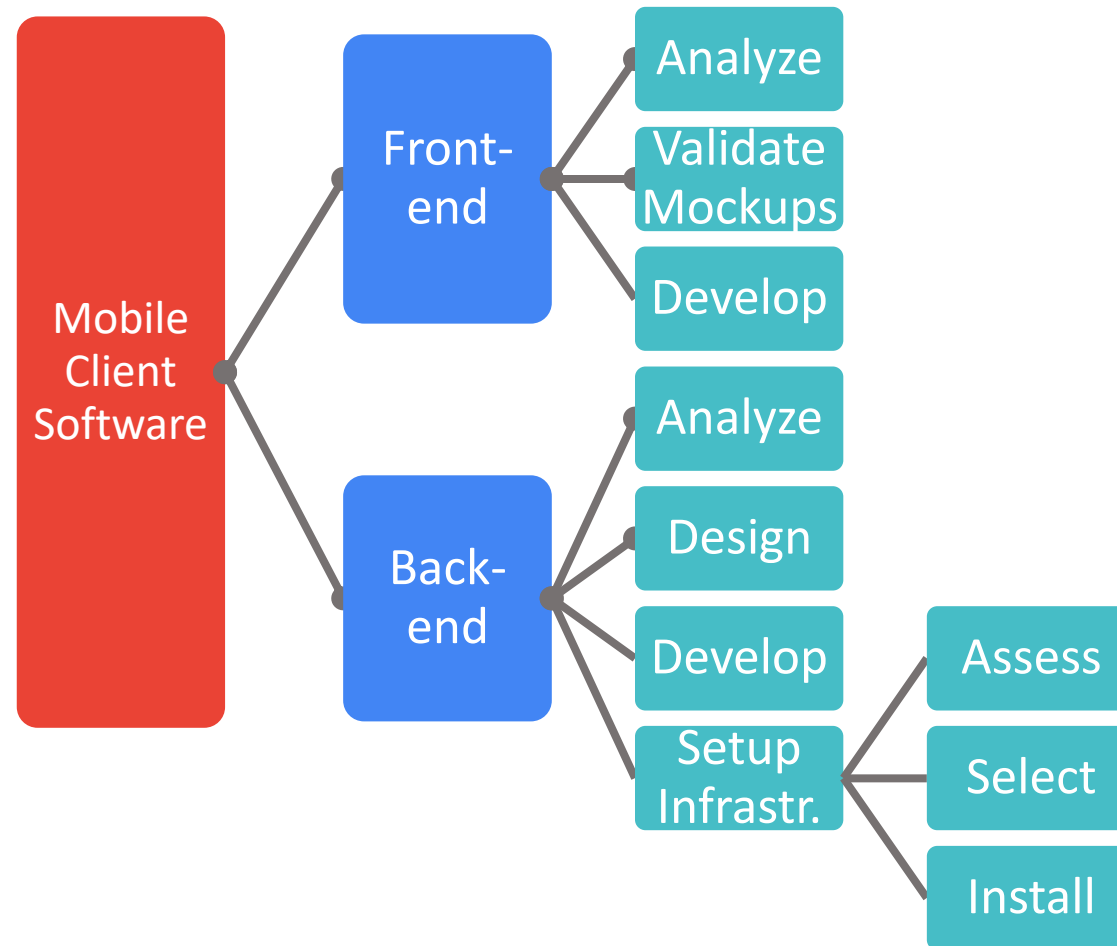 Mobile
Client
Software
Front-
end
Analyze
Validate
Mockups
Develop
Back-
end
Analyze
Design
Develop
Setup
Infrastr.
Assess
Select
Install